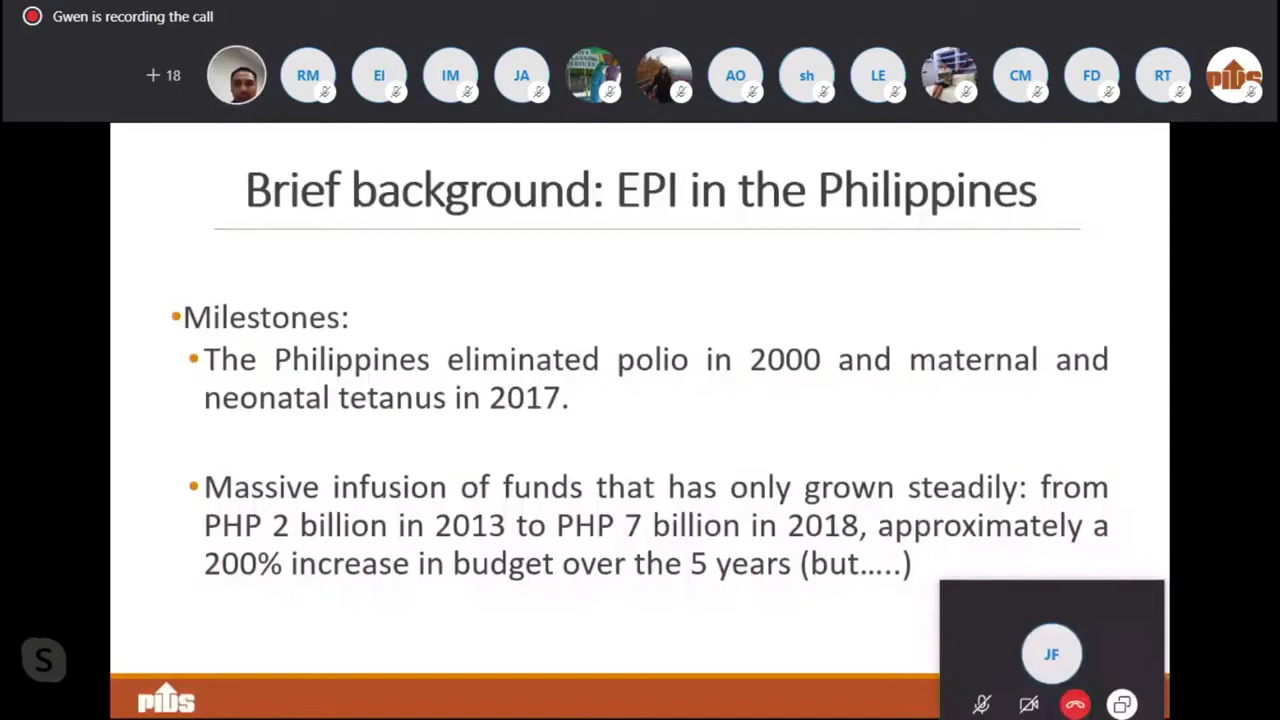 Gwen is recording the call
+ 18
RM
EI
IM
JA
AO
sh
LE
CM
FD
RT
pids
Brief background: EPI in the Philippines
•Milestones:
•The Philippines eliminated polio in 2000 and maternal and
neonatal tetanus in 2017.
•Massive infusion of funds that has only grown steadily: from
PHP 2 billion in 2013 to PHP 7 billion in 2018, approximately a
200% increase in budget over the 5 years (but…..)
JF
S
pids